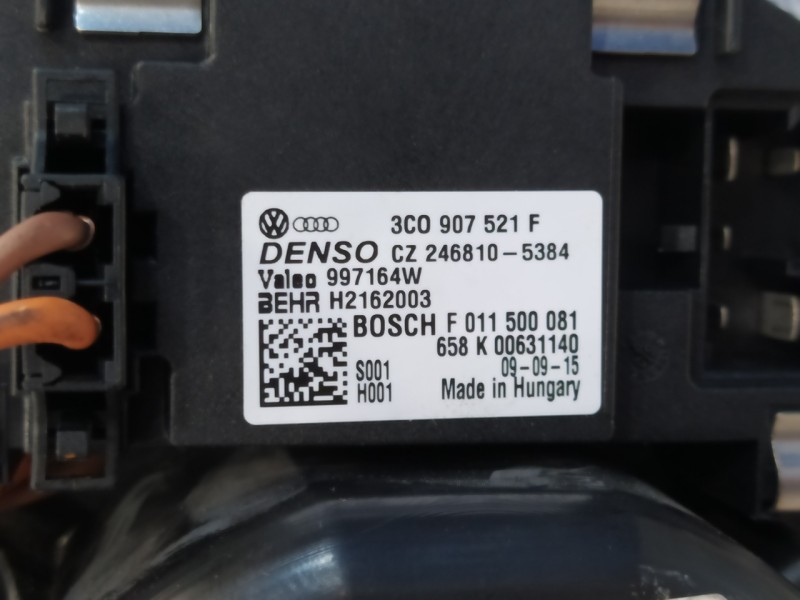 3C0 907 521 F
DENSO CZ 246810-5384
Valeo 997164W
BEHR H2162003
BOSCH F 011 500 081
658 K 00631140
S001 09-09-15
H001 Made in Hungary